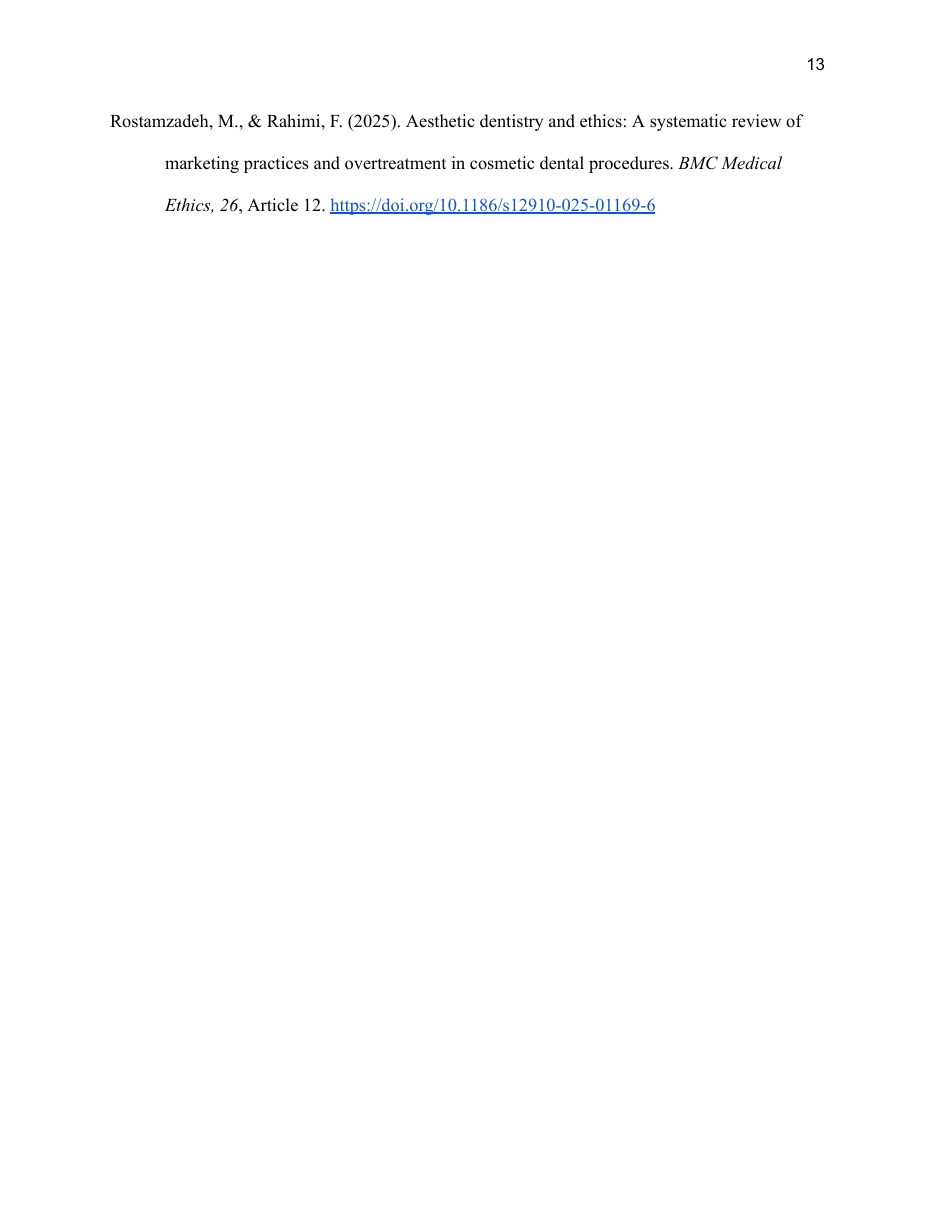 13
Rostamzadeh, M., & Rahimi, F. (2025). Aesthetic dentistry and ethics: A systematic review of
marketing practices and overtreatment in cosmetic dental procedures. BMC Medical
Ethics, 26, Article 12. https://doi.org/10.1186/s12910-025-01169-6